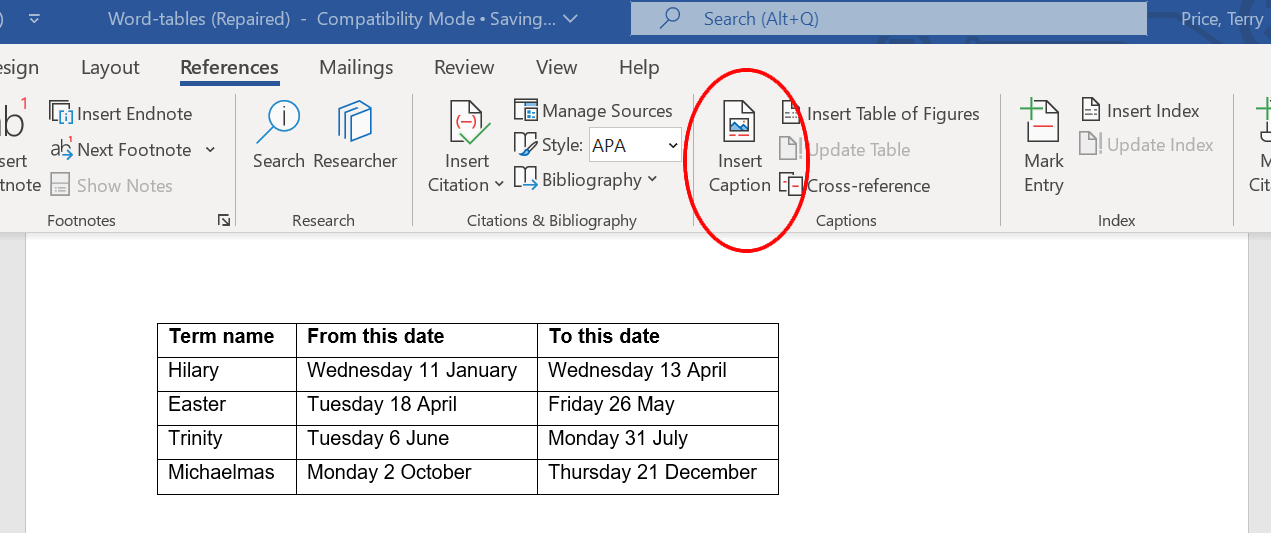 Word-tables (Repaired) - Compatibility Mode • Saving... Search (Alt+Q) Price, Terry
esign Layout References Mailings Review View Help
ab1 Insert Endnote
Next Footnote
Show Notes
sert
tnote
Footnotes
Search Researcher
Research
Insert
Citation
Manage Sources
Style: APA
Bibliography
Citations & Bibliography
Insert
Caption
Insert Table of Figures
Update Table
Cross-reference
Captions
Mark
Entry
Insert Index
Update Index
Index
M
Cit
Term name From this date To this date
Hilary Wednesday 11 January Wednesday 13 April
Easter Tuesday 18 April Friday 26 May
Trinity Tuesday 6 June Monday 31 July
Michaelmas Monday 2 October Thursday 21 December